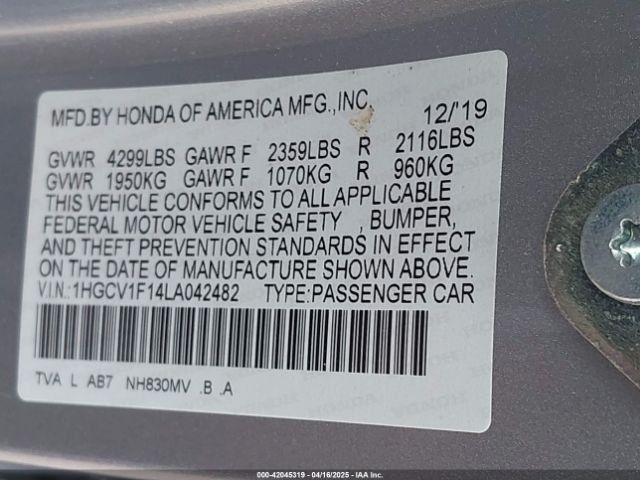 MFD.BY HONDA OF AMERICA MFG.,INC. 12/'19
GVWR 4299LBS GAWR F 2359LBS R 2116LBS
GVWR 1950KG GAWR F 1070KG R 960KG
THIS VEHICLE CONFORMS TO ALL APPLICABLE
FEDERAL MOTOR VEHICLE SAFETY , BUMPER,
AND THEFT PREVENTION STANDARDS IN EFFECT
ON THE DATE OF MANUFACTURE SHOWN ABOVE.
V.I.N.:1HGCV1F14LA042482 TYPE:PASSENGER CAR
TVA L AB7 NH830MV .B .A
000-42045319 04/16/2025 IAA Inc.